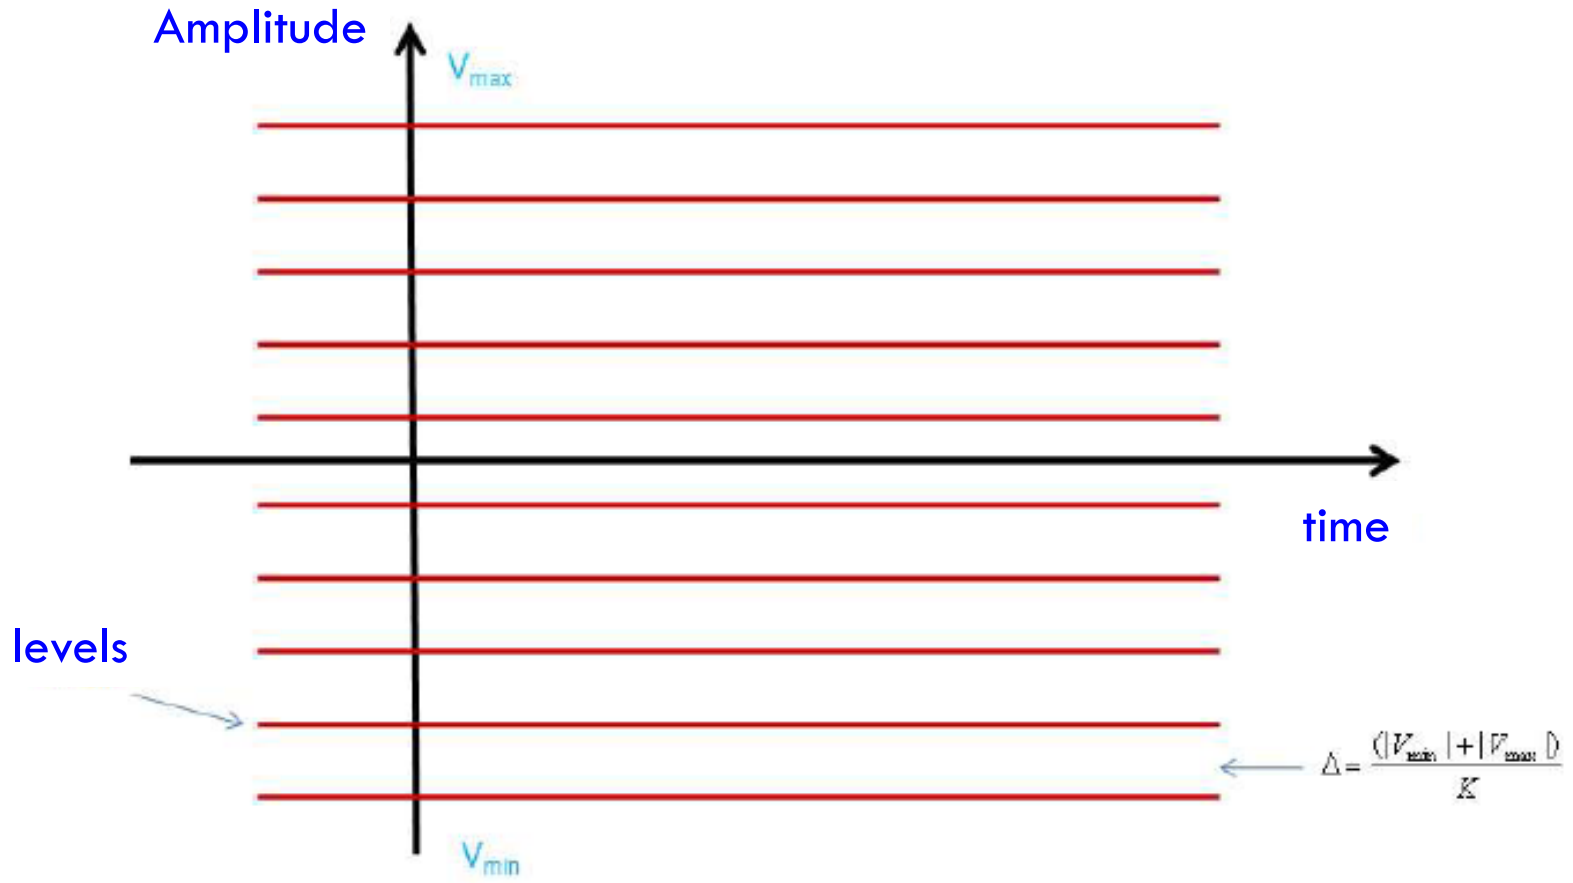 Amplitude
Vmax
time
levels
Δ = (|Vmin|+|Vmax|)
K
Vmin